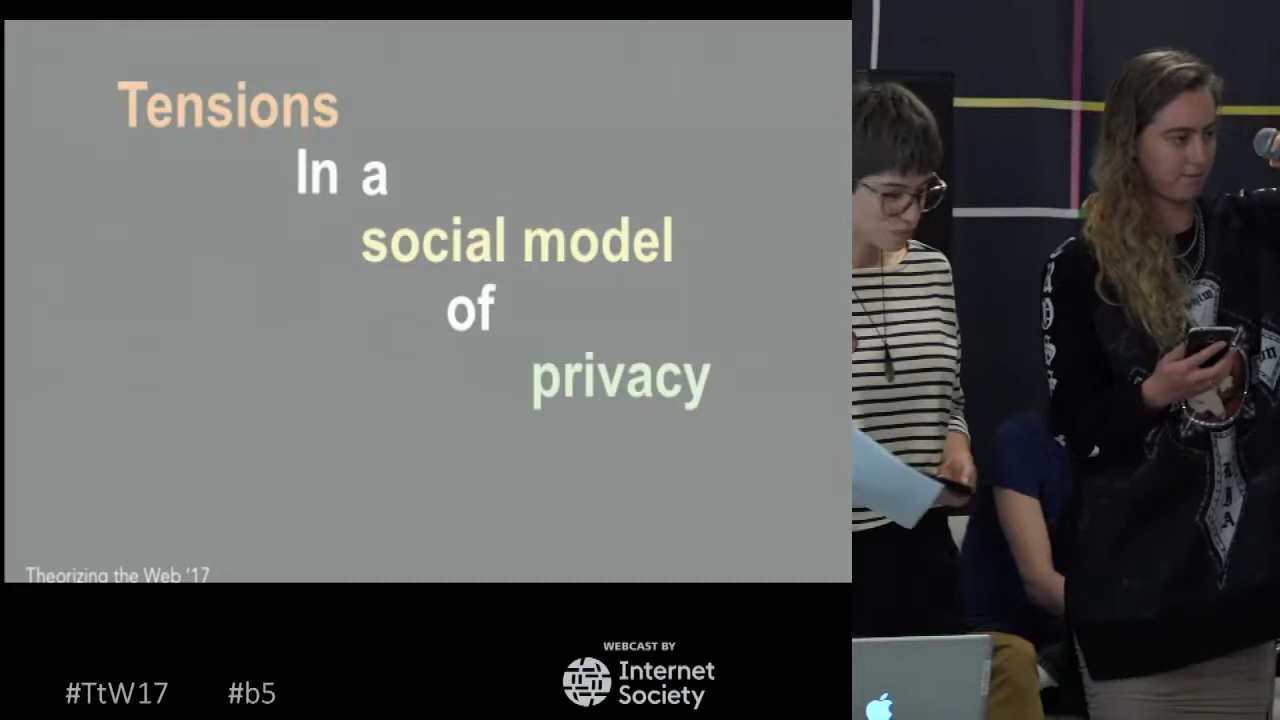 Tensions
In a
social model
of
privacy
Theorizing the Web '17
#TtW17 #b5
WEBCAST BY
Internet
Society